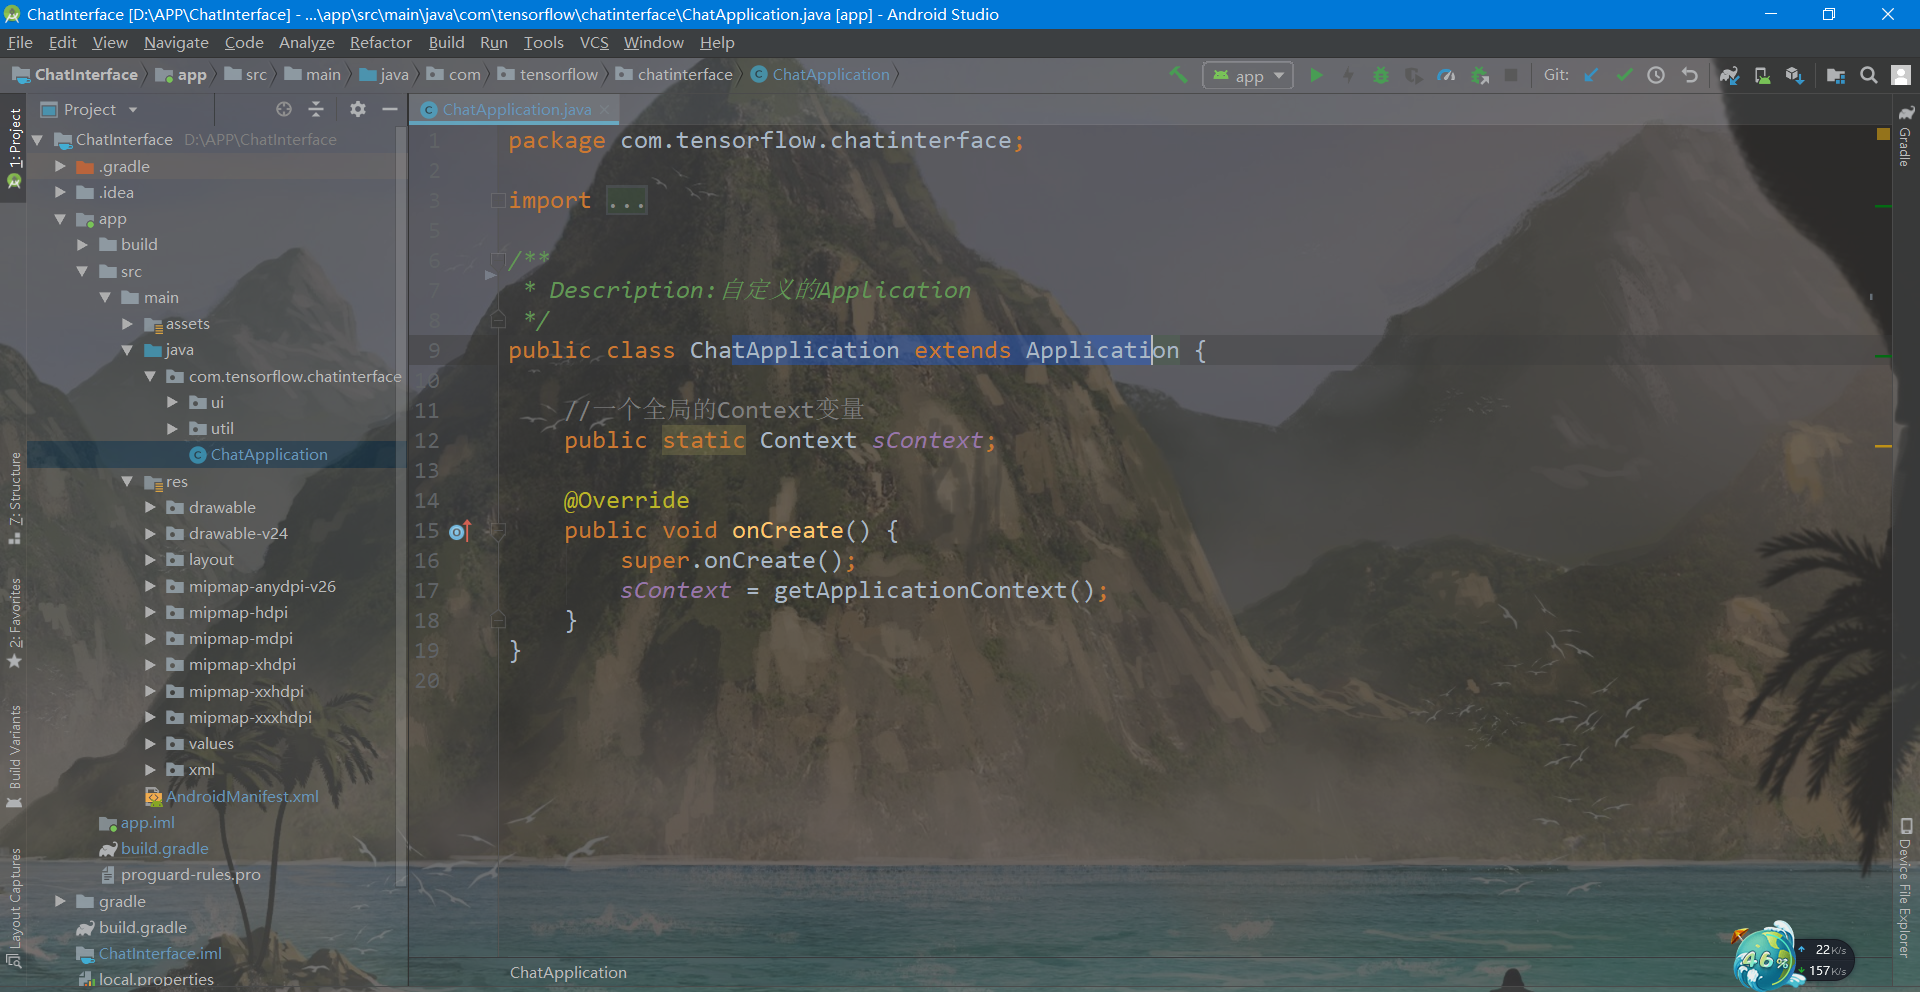 ChatInterface [D:\APP\ChatInterface] - ...\app\src\main\java\com\tensorflow\chatinterface\ChatApplication.java [app] - Android Studio
File Edit View Navigate Code Analyze Refactor Build Run Tools VCS Window Help
ChatInterface app src main java com tensorflow chatinterface ChatApplication
app
Git:
1: Project
7: Structure
2: Favorites
Build Variants
Layout Captures
Project
ChatInterface D:\APP\ChatInterface
.gradle
.idea
app
build
src
main
assets
java
com.tensorflow.chatinterface
ui
util
ChatApplication
res
drawable
drawable-v24
layout
mipmap-anydpi-v26
mipmap-hdpi
mipmap-mdpi
mipmap-xhdpi
mipmap-xxhdpi
mipmap-xxxhdpi
values
xml
AndroidManifest.xml
app.iml
build.gradle
proguard-rules.pro
gradle
build.gradle
ChatInterface.iml
local.properties
ChatApplication.java
1 package com.tensorflow.chatinterface;
2
3 import ...
5
6 /**
7 * Description:自定义的Application
8 */
9 public class ChatApplication extends Application {
10
11 //一个全局的Context变量
12 public static Context sContext;
13
14 @Override
15 public void onCreate() {
16 super.onCreate();
17 sContext = getApplicationContext();
18 }
19 }
20
ChatApplication
Gradle
Device File Explorer
46%
22K/s
157K/s